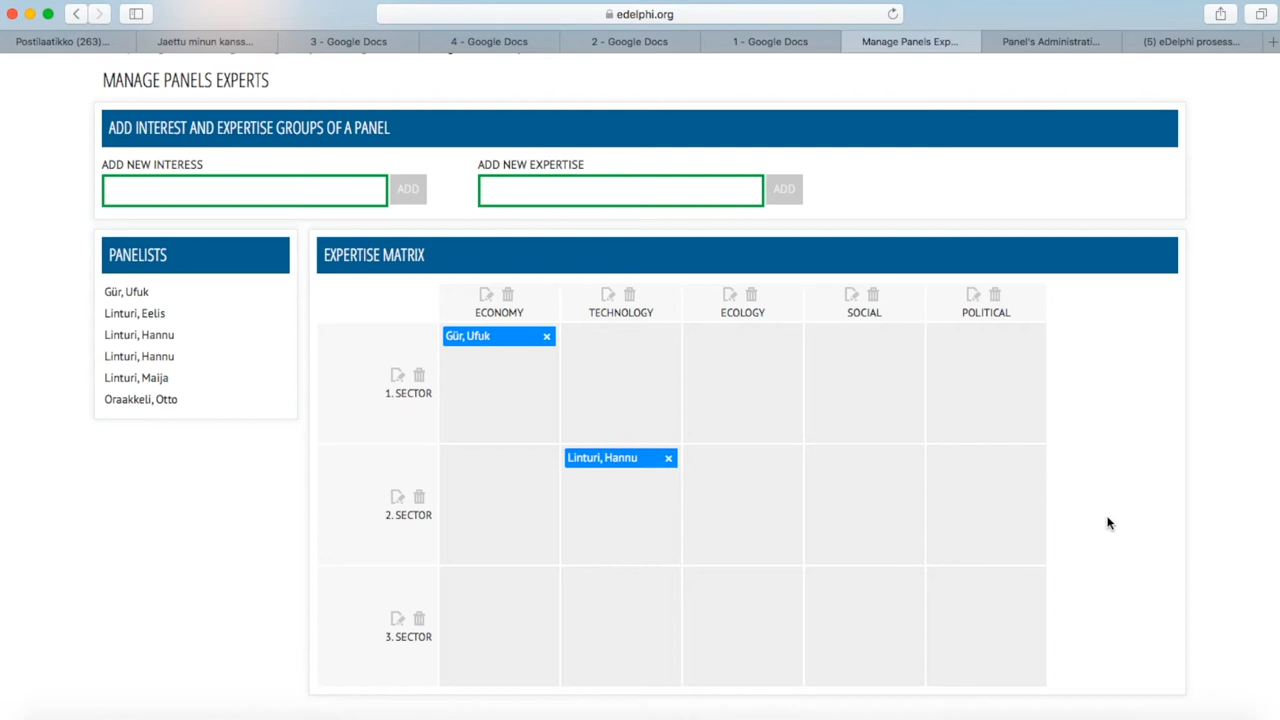 edelphi.org
Postilaatikko (263)...
Jaettu minun kanss...
3 - Google Docs
4 - Google Docs
2 - Google Docs
1 - Google Docs
Manage Panels Exp...
Panel's Administrati...
(5) eDelphi prosess...
MANAGE PANELS EXPERTS
ADD INTEREST AND EXPERTISE GROUPS OF A PANEL
ADD NEW INTERESS
ADD
ADD NEW EXPERTISE
ADD
PANELISTS
Gür, Ufuk
Linturi, Eelis
Linturi, Hannu
Linturi, Hannu
Linturi, Maija
Oraakkeli, Otto
EXPERTISE MATRIX
ECONOMY
TECHNOLOGY
ECOLOGY
SOCIAL
POLITICAL
Gür, Ufuk
1. SECTOR
Linturi, Hannu
2. SECTOR
3. SECTOR